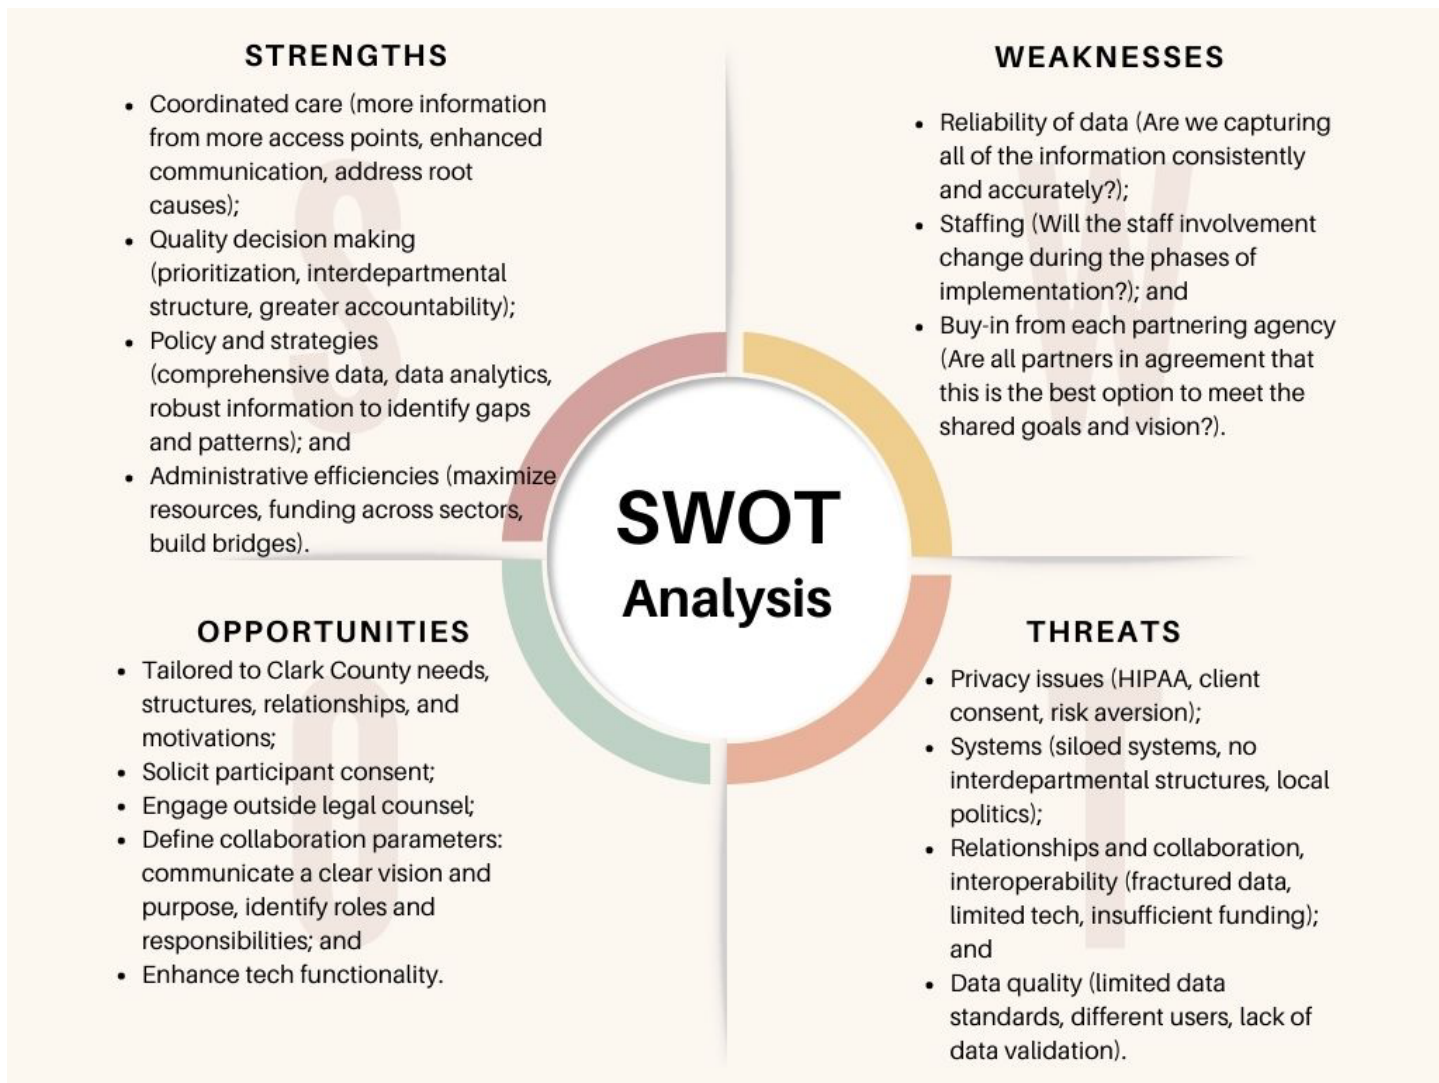 STRENGTHS
• Coordinated care (more information
from more access points, enhanced
communication, address root
causes);
• Quality decision making
(prioritization, interdepartmental
structure, greater accountability);
• Policy and strategies
(comprehensive data, data analytics,
robust information to identify gaps
and patterns); and
• Administrative efficiencies (maximize
resources, funding across sectors,
build bridges).
S
WEAKNESSES
• Reliability of data (Are we capturing
all of the information consistently
and accurately?);
• Staffing (Will the staff involvement
change during the phases of
implementation?); and
• Buy-in from each partnering agency
(Are all partners in agreement that
this is the best option to meet the
shared goals and vision?).
W
SWOT
Analysis
OPPORTUNITIES
• Tailored to Clark County needs,
structures, relationships, and
motivations;
• Solicit participant consent;
• Engage outside legal counsel;
• Define collaboration parameters:
communicate a clear vision and
purpose, identify roles and
responsibilities; and
• Enhance tech functionality.
O
THREATS
• Privacy issues (HIPAA, client
consent, risk aversion);
• Systems (siloed systems, no
interdepartmental structures, local
politics);
• Relationships and collaboration,
interoperability (fractured data,
limited tech, insufficient funding);
and
• Data quality (limited data
standards, different users, lack of
data validation).
T